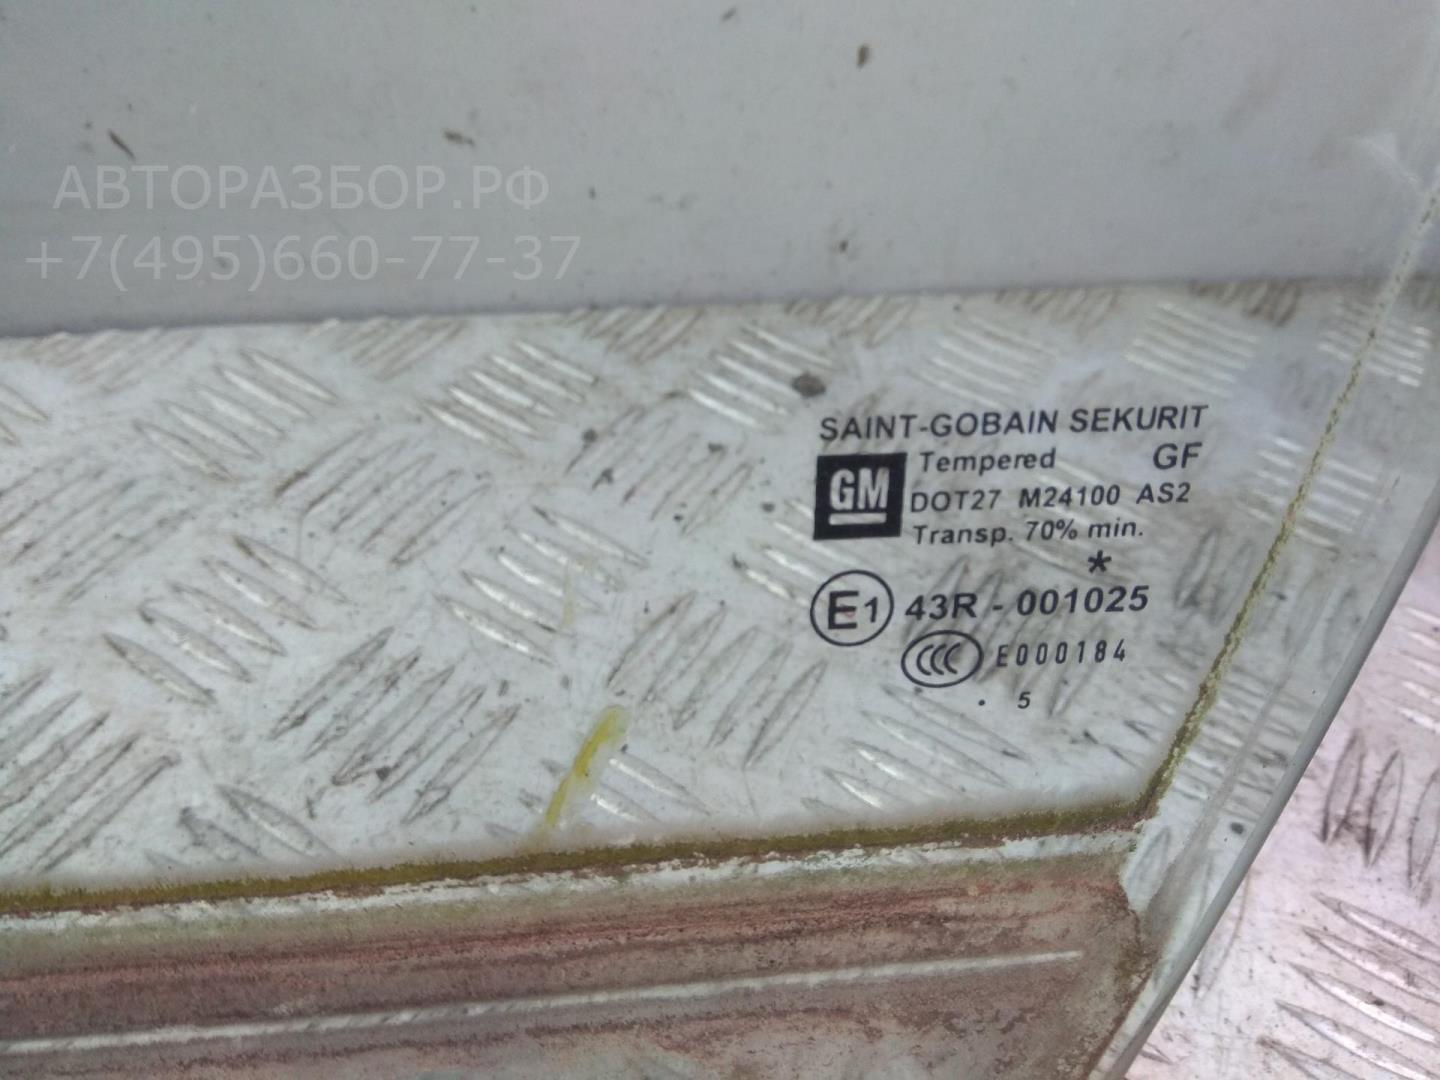 АВТОРАЗБОР.РФ
+7(495)660-77-37
SAINT-GOBAIN SEKURIT
Tempered GF
GM
DOT27 M24100 AS2
Transp. 70% min.
*
E1 43R - 001025
CCC E000184
. 5